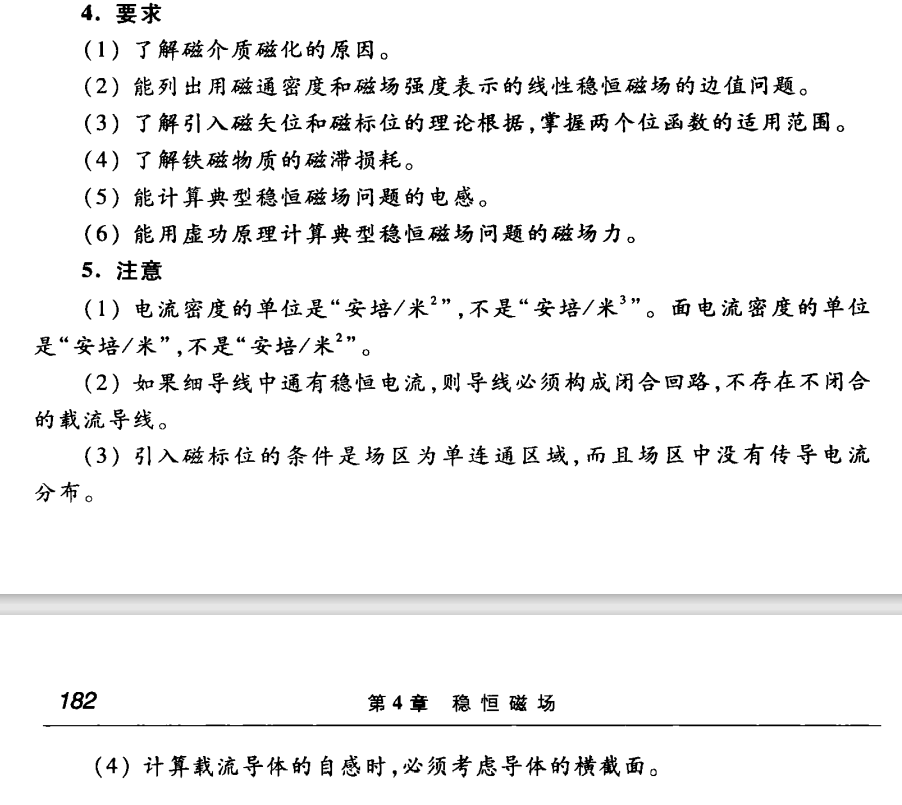 4. 要求
(1) 了解磁介质磁化的原因。
(2) 能列出用磁通密度和磁场强度表示的线性稳恒磁场的边值问题。
(3) 了解引入磁矢位和磁标位的理论根据,掌握两个位函数的适用范围。
(4) 了解铁磁物质的磁滞损耗。
(5) 能计算典型稳恒磁场问题的电感。
(6) 能用虚功原理计算典型稳恒磁场问题的磁场力。
5. 注意
(1) 电流密度的单位是“安培/米²”,不是“安培/米³”。面电流密度的单位
是“安培/米”,不是“安培/米²”。
(2) 如果细导线中通有稳恒电流,则导线必须构成闭合回路,不存在不闭合
的载流导线。
(3) 引入磁标位的条件是场区为单连通区域,而且场区中没有传导电流
分布。
182 第4章 稳恒磁场
(4) 计算载流导体的自感时,必须考虑导体的横截面。